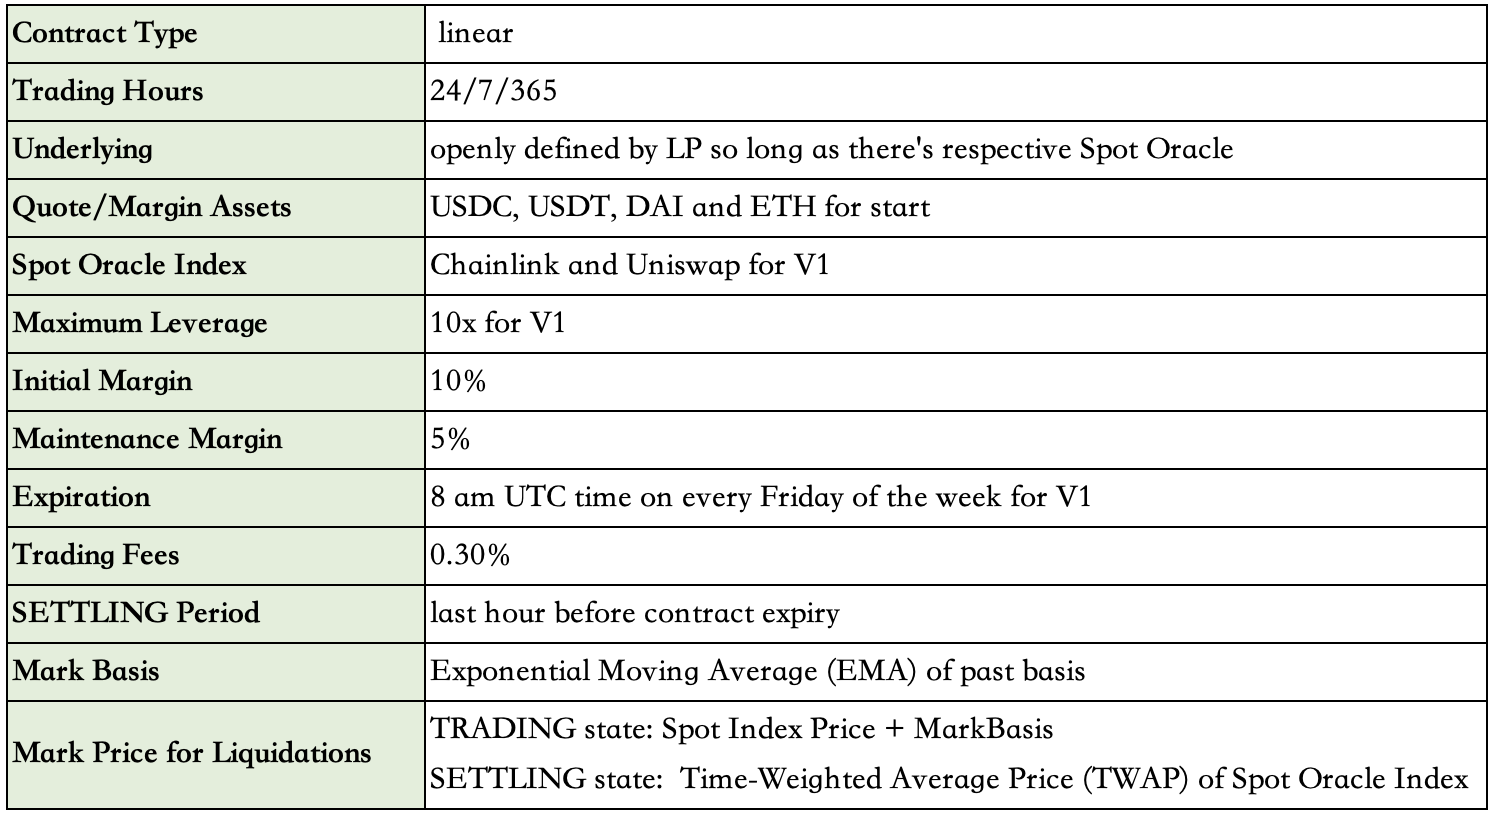 Contract Type linear
Trading Hours 24/7/365
Underlying openly defined by LP so long as there's respective Spot Oracle
Quote/Margin Assets USDC, USDT, DAI and ETH for start
Spot Oracle Index Chainlink and Uniswap for V1
Maximum Leverage 10x for V1
Initial Margin 10%
Maintenance Margin 5%
Expiration 8 am UTC time on every Friday of the week for V1
Trading Fees 0.30%
SETTLING Period last hour before contract expiry
Mark Basis Exponential Moving Average (EMA) of past basis
Mark Price for Liquidations
TRADING state: Spot Index Price + MarkBasis
SETTLING state: Time-Weighted Average Price (TWAP) of Spot Oracle Index